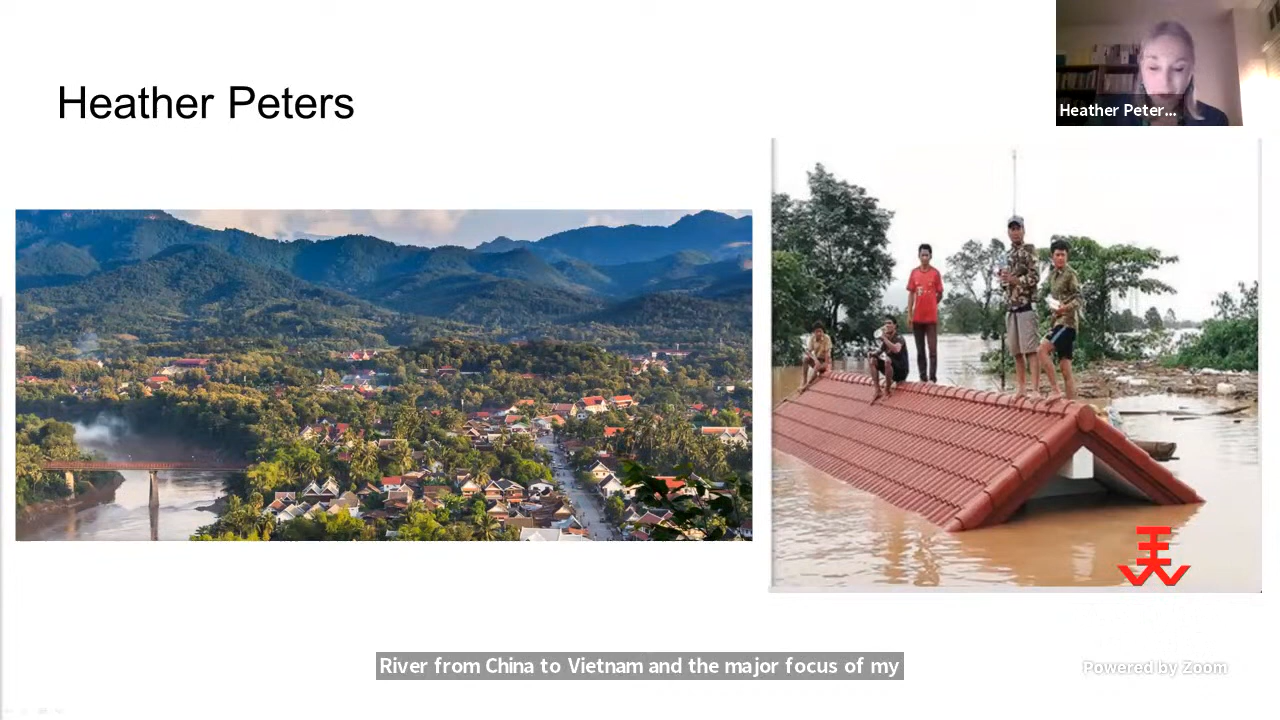 Heather Peters
Heather Peter...
River from China to Vietnam and the major focus of my
Powered by Zoom